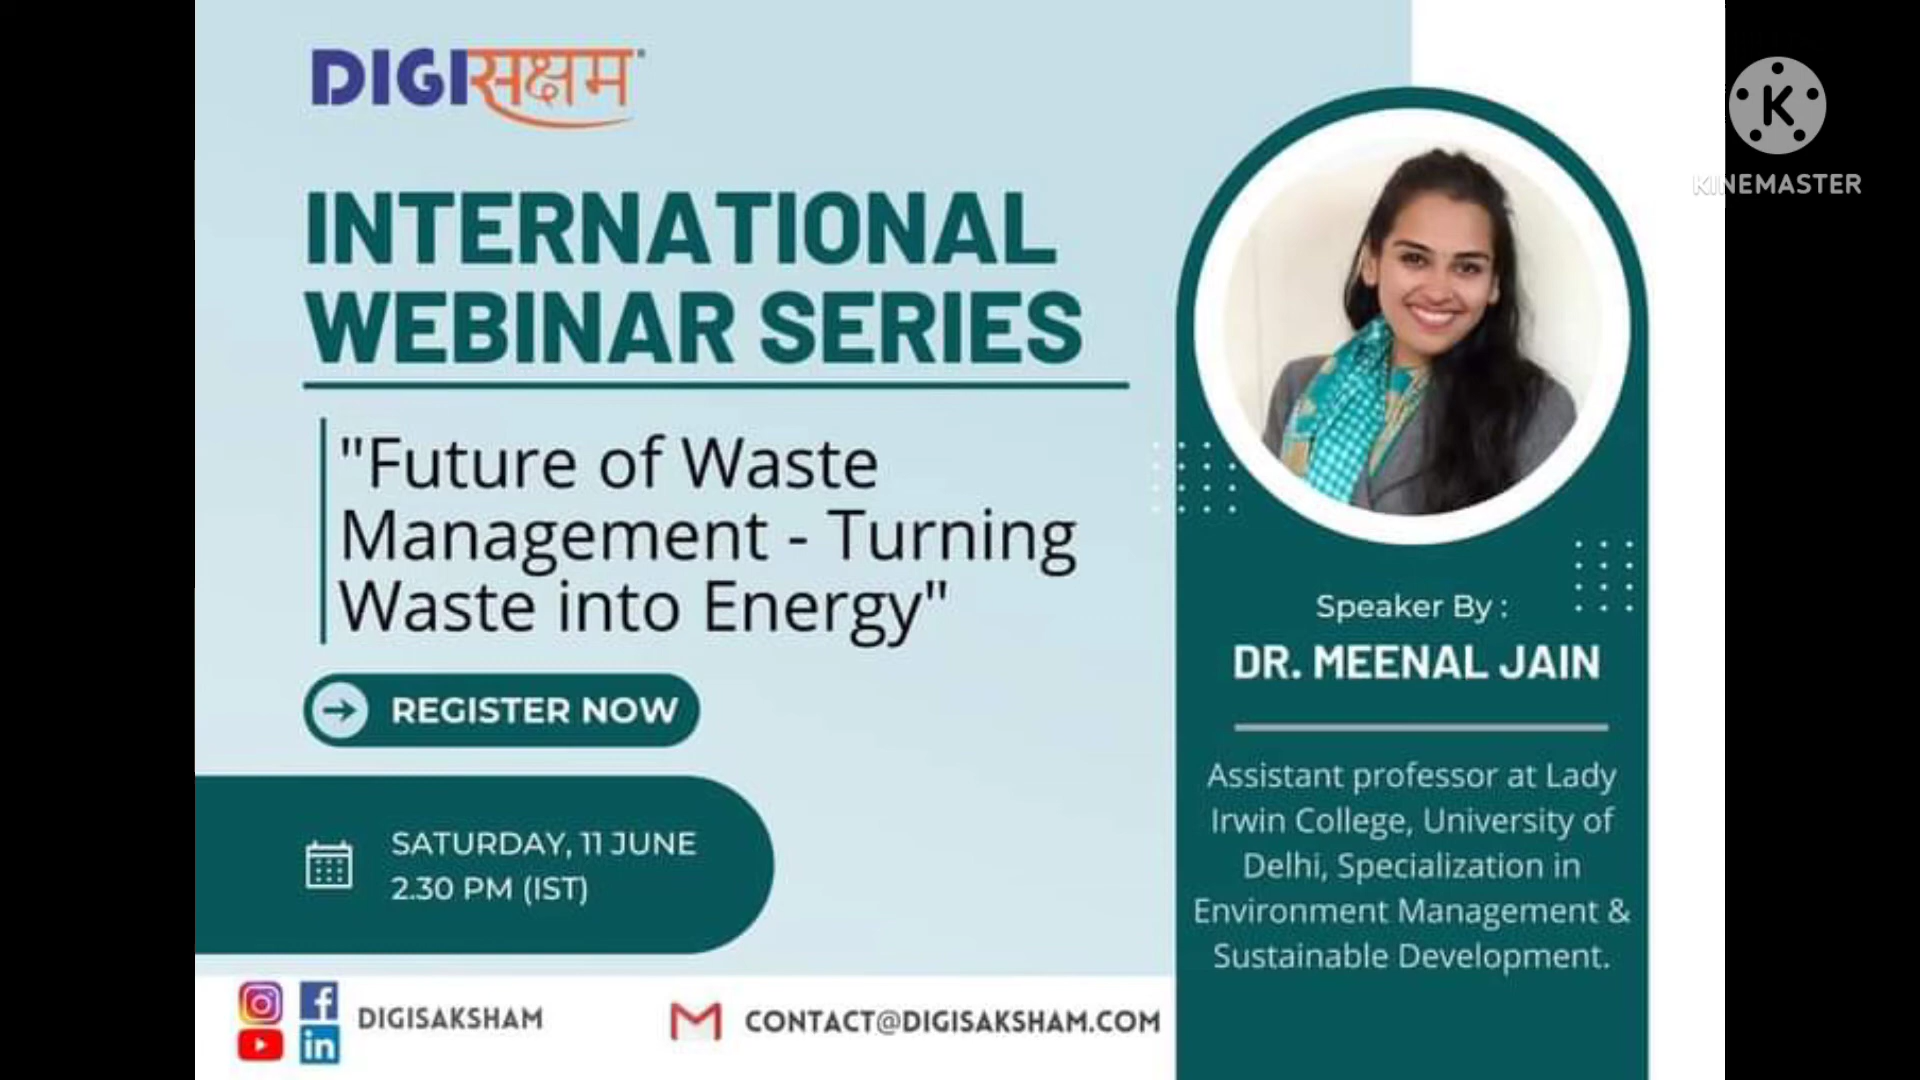 DIGIसक्षम
INTERNATIONAL
WEBINAR SERIES
"Future of Waste
Management - Turning
Waste into Energy"
REGISTER NOW
SATURDAY, 11 JUNE
2.30 PM (IST)
DIGISAKSHAM
CONTACT@DIGISAKSHAM.COM
Speaker By :
DR. MEENAL JAIN
Assistant professor at Lady
Irwin College, University of
Delhi, Specialization in
Environment Management &
Sustainable Development.
K
KINEMASTER